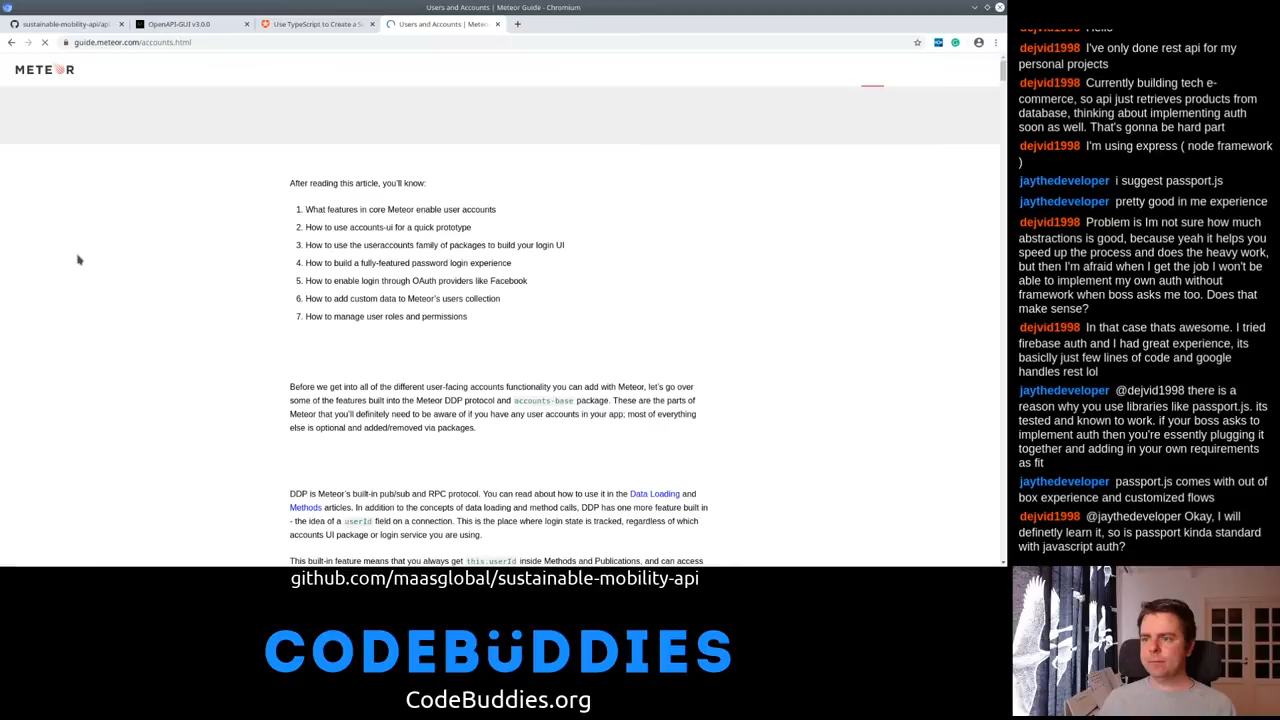 Users and Accounts | Meteor Guide - Chromium
sustainable-mobility-api/api
OpenAPI-GUI v3.0.0
Use TypeScript to Create a S
Users and Accounts | Meteor
guide.meteor.com/accounts.html
METEOR
After reading this article, you'll know:
1. What features in core Meteor enable user accounts
2. How to use accounts-ui for a quick prototype
3. How to use the useraccounts family of packages to build your login UI
4. How to build a fully-featured password login experience
5. How to enable login through OAuth providers like Facebook
6. How to add custom data to Meteor's users collection
7. How to manage user roles and permissions
Before we get into all of the different user-facing accounts functionality you can add with Meteor, let's go over
some of the features built into the Meteor DDP protocol and accounts-base package. These are the parts of
Meteor that you'll definitely need to be aware of if you have any user accounts in your app; most of everything
else is optional and added/removed via packages.
DDP is Meteor's built-in pub/sub and RPC protocol. You can read about how to use it in the Data Loading and
Methods articles. In addition to the concepts of data loading and method calls, DDP has one more feature built in
- the idea of a userId field on a connection. This is the place where login state is tracked, regardless of which
accounts UI package or login service you are using.
This built-in feature means that you always get this.userId inside Methods and Publications, and can access
dejvid1998 Hello
dejvid1998 I've only done rest api for my
personal projects
dejvid1998 Currently building tech e-
commerce, so api just retrieves products from
database, thinking about implementing auth
soon as well. That's gonna be hard part
dejvid1998 I'm using express ( node framework
)
jaythedeveloper i suggest passport.js
jaythedeveloper pretty good in me experience
dejvid1998 Problem is Im not sure how much
abstractions is good, because yeah it helps you
speed up the process and does the heavy work,
but then I'm afraid when I get the job I won't be
able to implement my own auth without
framework when boss asks me too. Does that
make sense?
dejvid1998 In that case thats awesome. I tried
firebase auth and I had great experience, its
basiclly just few lines of code and google
handles rest lol
jaythedeveloper @dejvid1998 there is a
reason why you use libraries like passport.js. its
tested and known to work. if your boss asks to
implement auth then you're essently plugging it
together and adding in your own requirements
as fit
jaythedeveloper passport.js comes with out of
box experience and customized flows
dejvid1998 @jaythedeveloper Okay, I will
definetly learn it, so is passport kinda standard
with javascript auth?
github.com/maasglobal/sustainable-mobility-api
CODEBÜDDIES
CodeBuddies.org